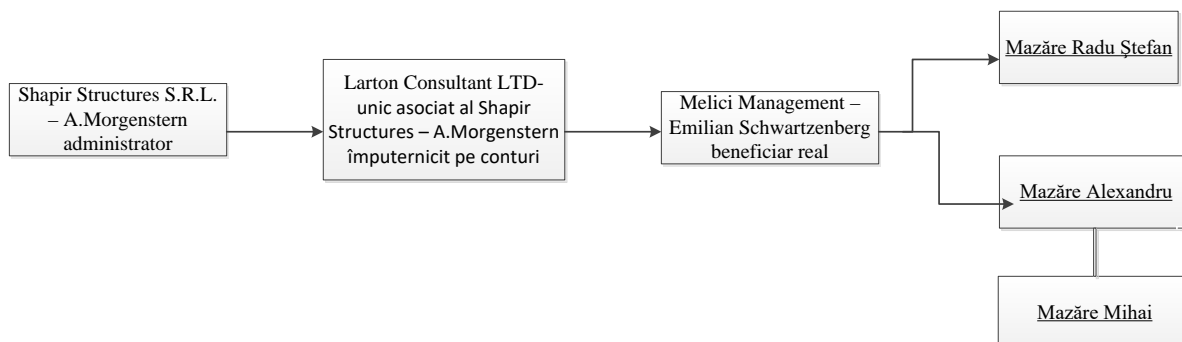 Shapir Structures S.R.L.
– A.Morgenstern
administrator
Larton Consultant LTD-
unic asociat al Shapir
Structures – A.Morgenstern
împuternicit pe conturi
Melici Management –
Emilian Schwartzenberg
beneficiar real
Mazăre Radu Ștefan
Mazăre Alexandru
Mazăre Mihai